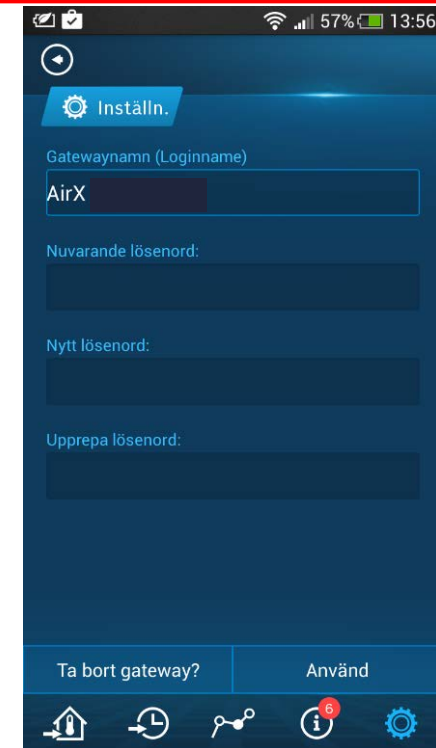 57% 13:56
Inställn.
Gatewaynamn (Loginname)
AirX
Nuvarande lösenord:
Nytt lösenord:
Upprepa lösenord:
Ta bort gateway? Använd
6